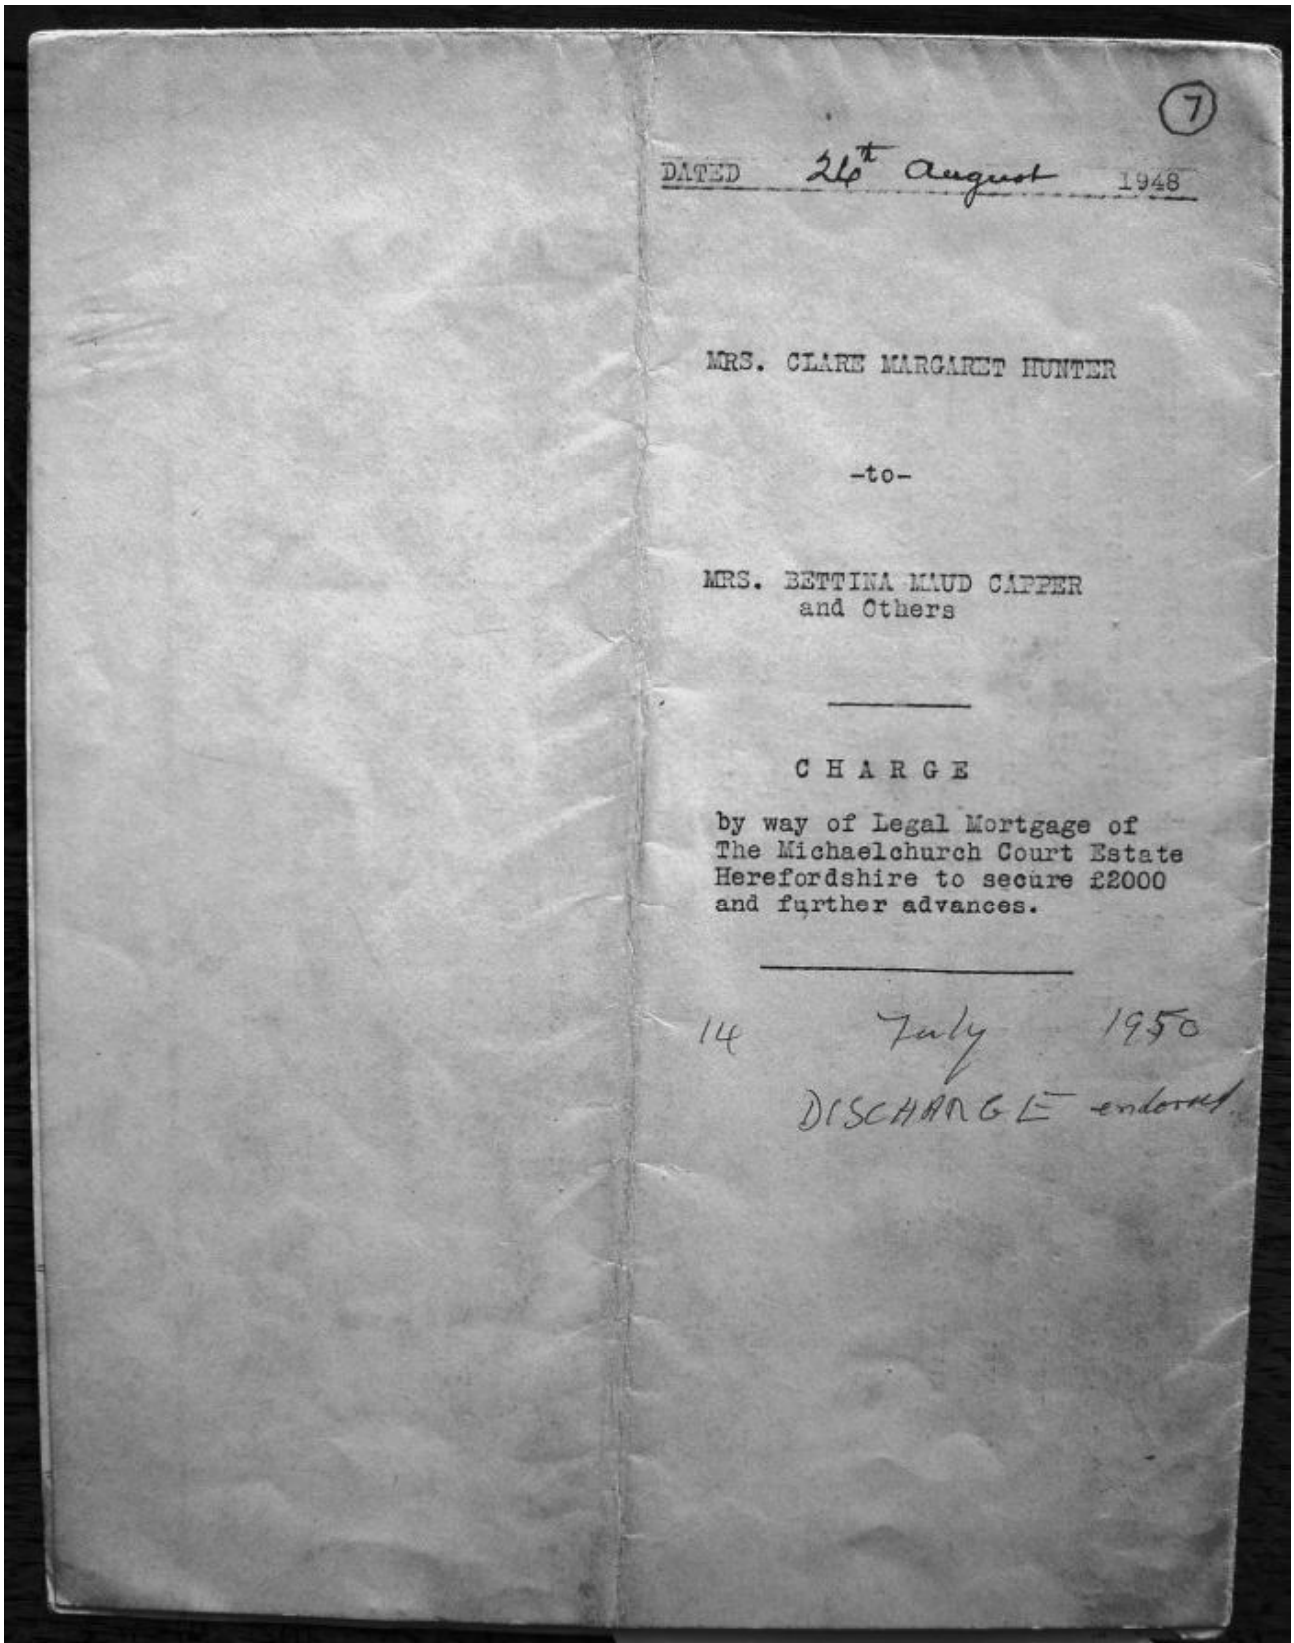 7
DATED 26th August 1948
MRS. CLARE MARGARET HUNTER
-to-
MRS. BETTINA MAUD CAPPER
and Others
CHARGE
by way of Legal Mortgage of
The Michaelchurch Court Estate
Herefordshire to secure £2000
and further advances.
14 July 1950
DISCHARGE endorsed.